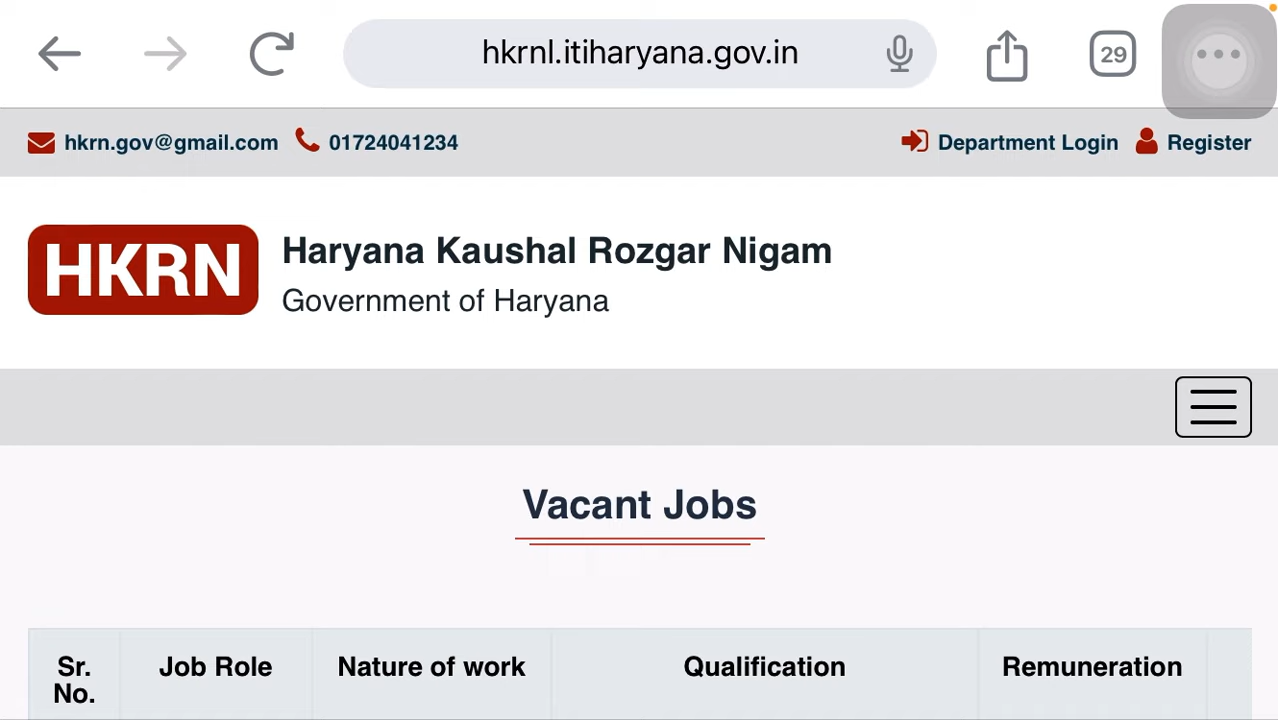 hkrnl.itiharyana.gov.in
29
hkrn.gov@gmail.com 01724041234 Department Login Register
HKRN
Haryana Kaushal Rozgar Nigam
Government of Haryana
Vacant Jobs
Sr. No. Job Role Nature of work Qualification Remuneration